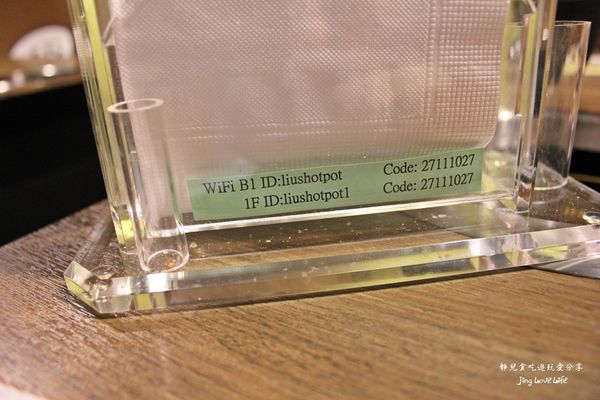 WiFi B1 ID:liushotpot Code: 27111027
1F ID:liushotpot1 Code: 27111027
靜兒貪吃遊玩愛分享
Jing Love Life